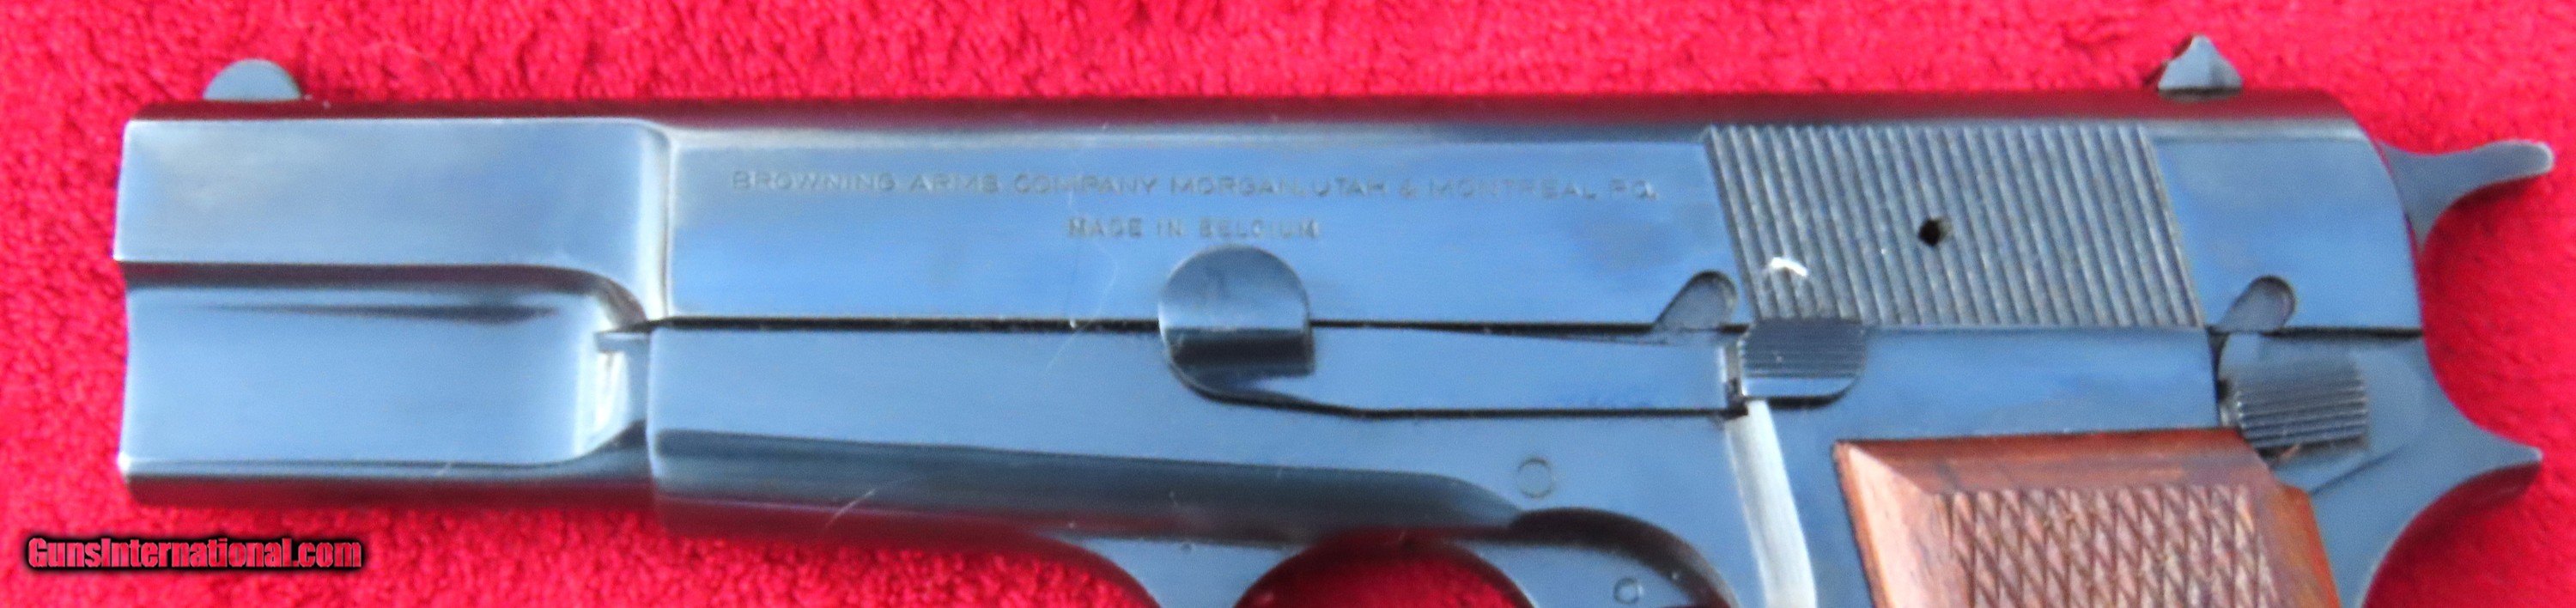 BROWNING ARMS COMPANY MORGAN, UTAH & MONTREAL P.Q.
MADE IN BELGIUM
GunsInternational.com